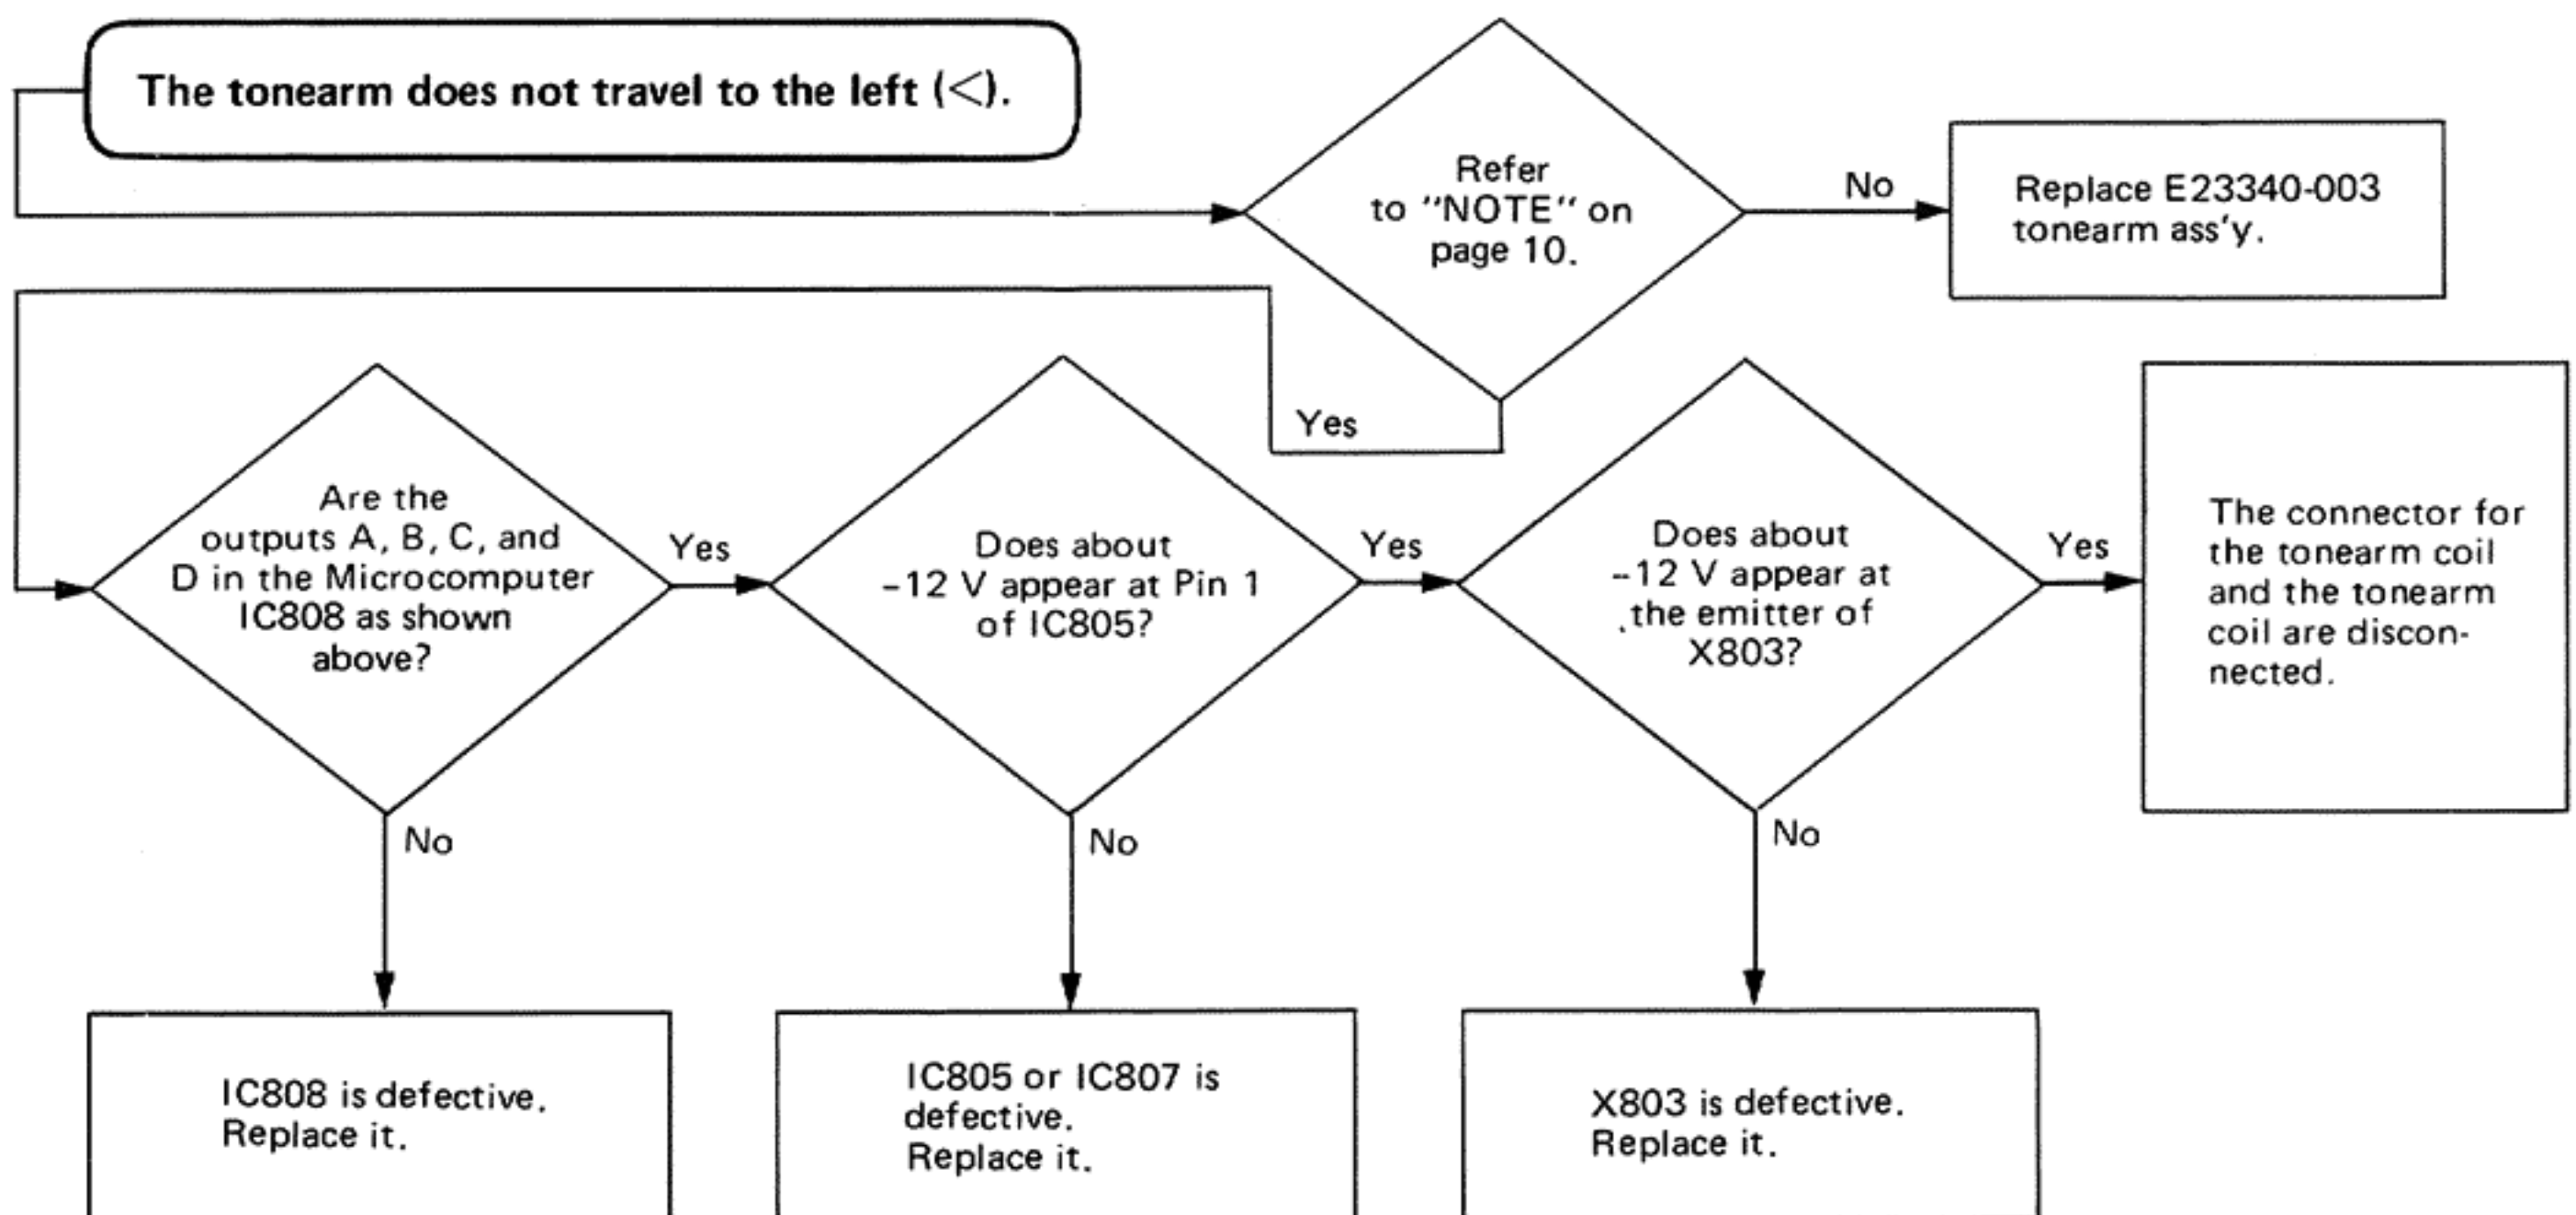 The tonearm does not travel to the left (<).
Refer
to "NOTE" on
page 10.
No
Replace E23340-003
tonearm ass'y.
Yes
Are the
outputs A, B, C, and
D in the Microcomputer
IC808 as shown
above?
Yes
Does about
-12 V appear at Pin 1
of IC805?
Yes
Does about
-12 V appear at
the emitter of
X803?
Yes
The connector for
the tonearm coil
and the tonearm
coil are discon-
nected.
No
No
No
IC808 is defective.
Replace it.
IC805 or IC807 is
defective.
Replace it.
X803 is defective.
Replace it.